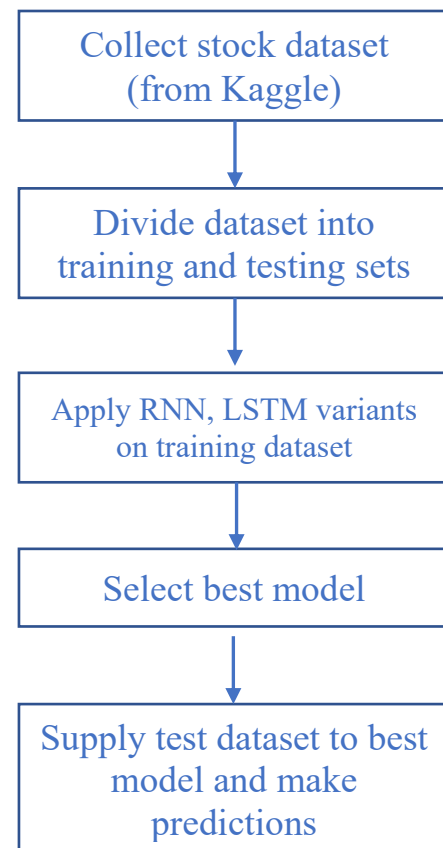 Collect stock dataset
(from Kaggle)
Divide dataset into
training and testing sets
Apply RNN, LSTM variants
on training dataset
Select best model
Supply test dataset to best
model and make
predictions